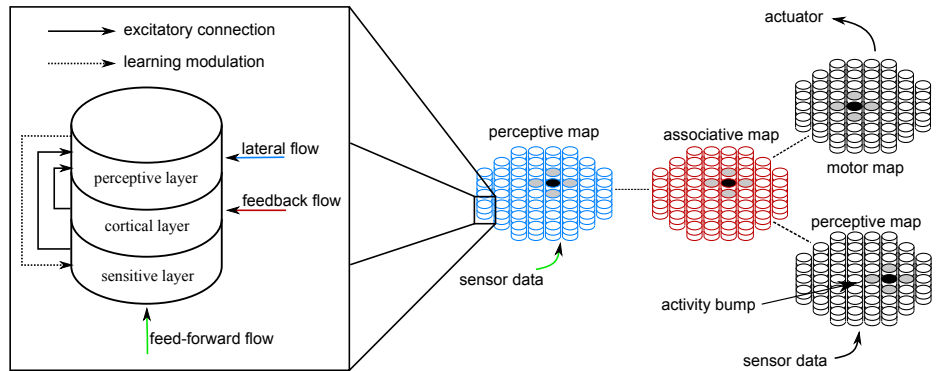 excitatory connection
learning modulation
lateral flow
perceptive layer
feedback flow
cortical layer
sensitive layer
feed-forward flow
perceptive map
sensor data
associative map
actuator
motor map
perceptive map
activity bump
sensor data